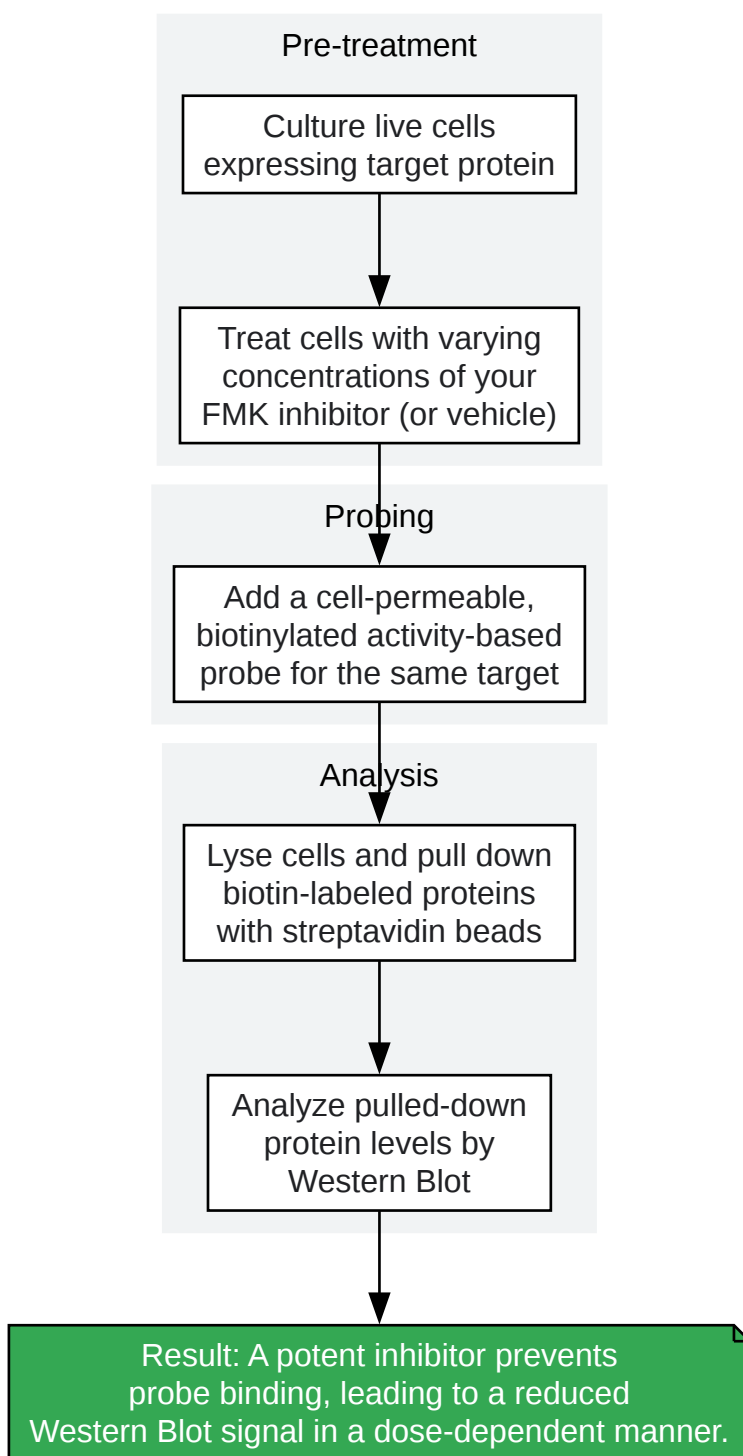 Pre-treatment
Culture live cells
expressing target protein
Treat cells with varying
concentrations of your
FMK inhibitor (or vehicle)
Probing
Add a cell-permeable,
biotinylated activity-based
probe for the same target
Analysis
Lyse cells and pull down
biotin-labeled proteins
with streptavidin beads
Analyze pulled-down
protein levels by
Western Blot
Result: A potent inhibitor prevents
probe binding, leading to a reduced
Western Blot signal in a dose-dependent manner.